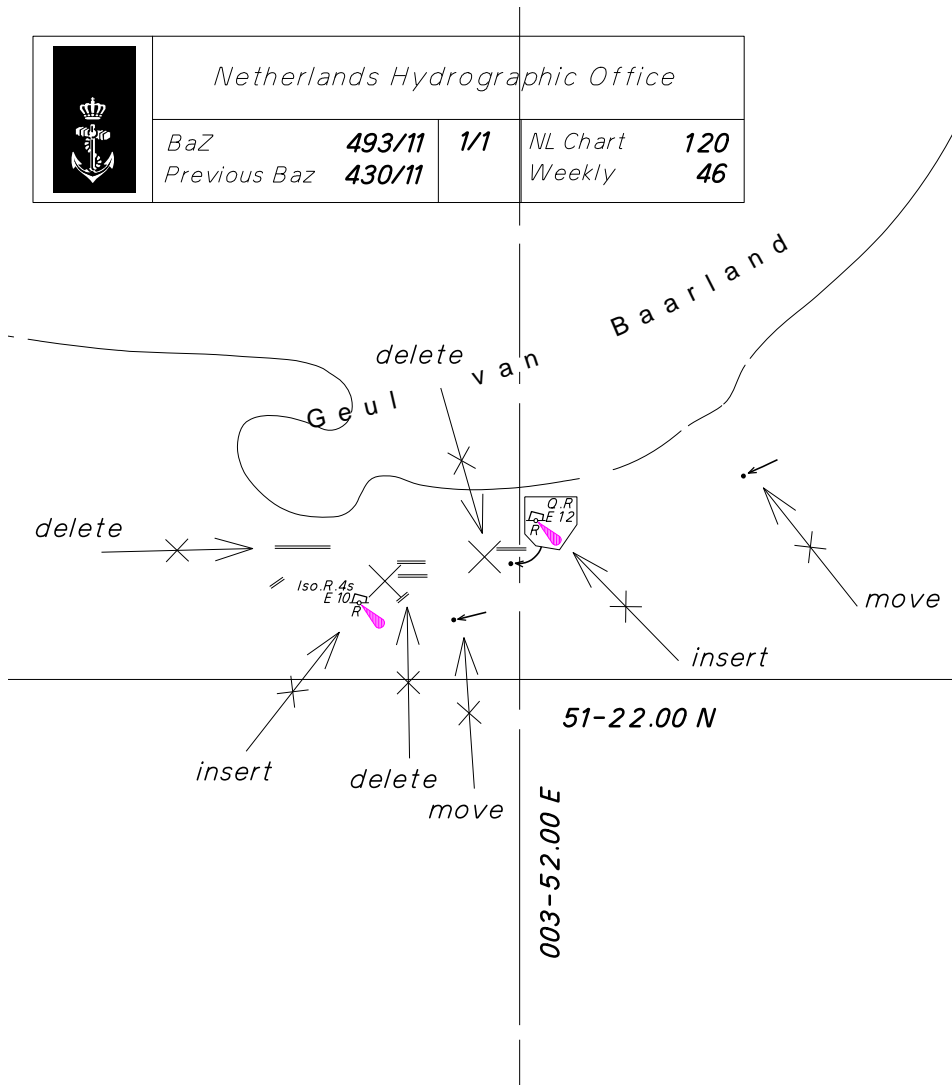 Netherlands Hydrographic Office
BaZ 493/11 1/1 NL Chart 120
Previous Baz 430/11 Weekly 46
Geul van Baarland
delete
Q.R
E 12
R
delete
move
Iso.R.4s
E 10
R
insert
51-22.00 N
insert
delete
move
003-52.00 E